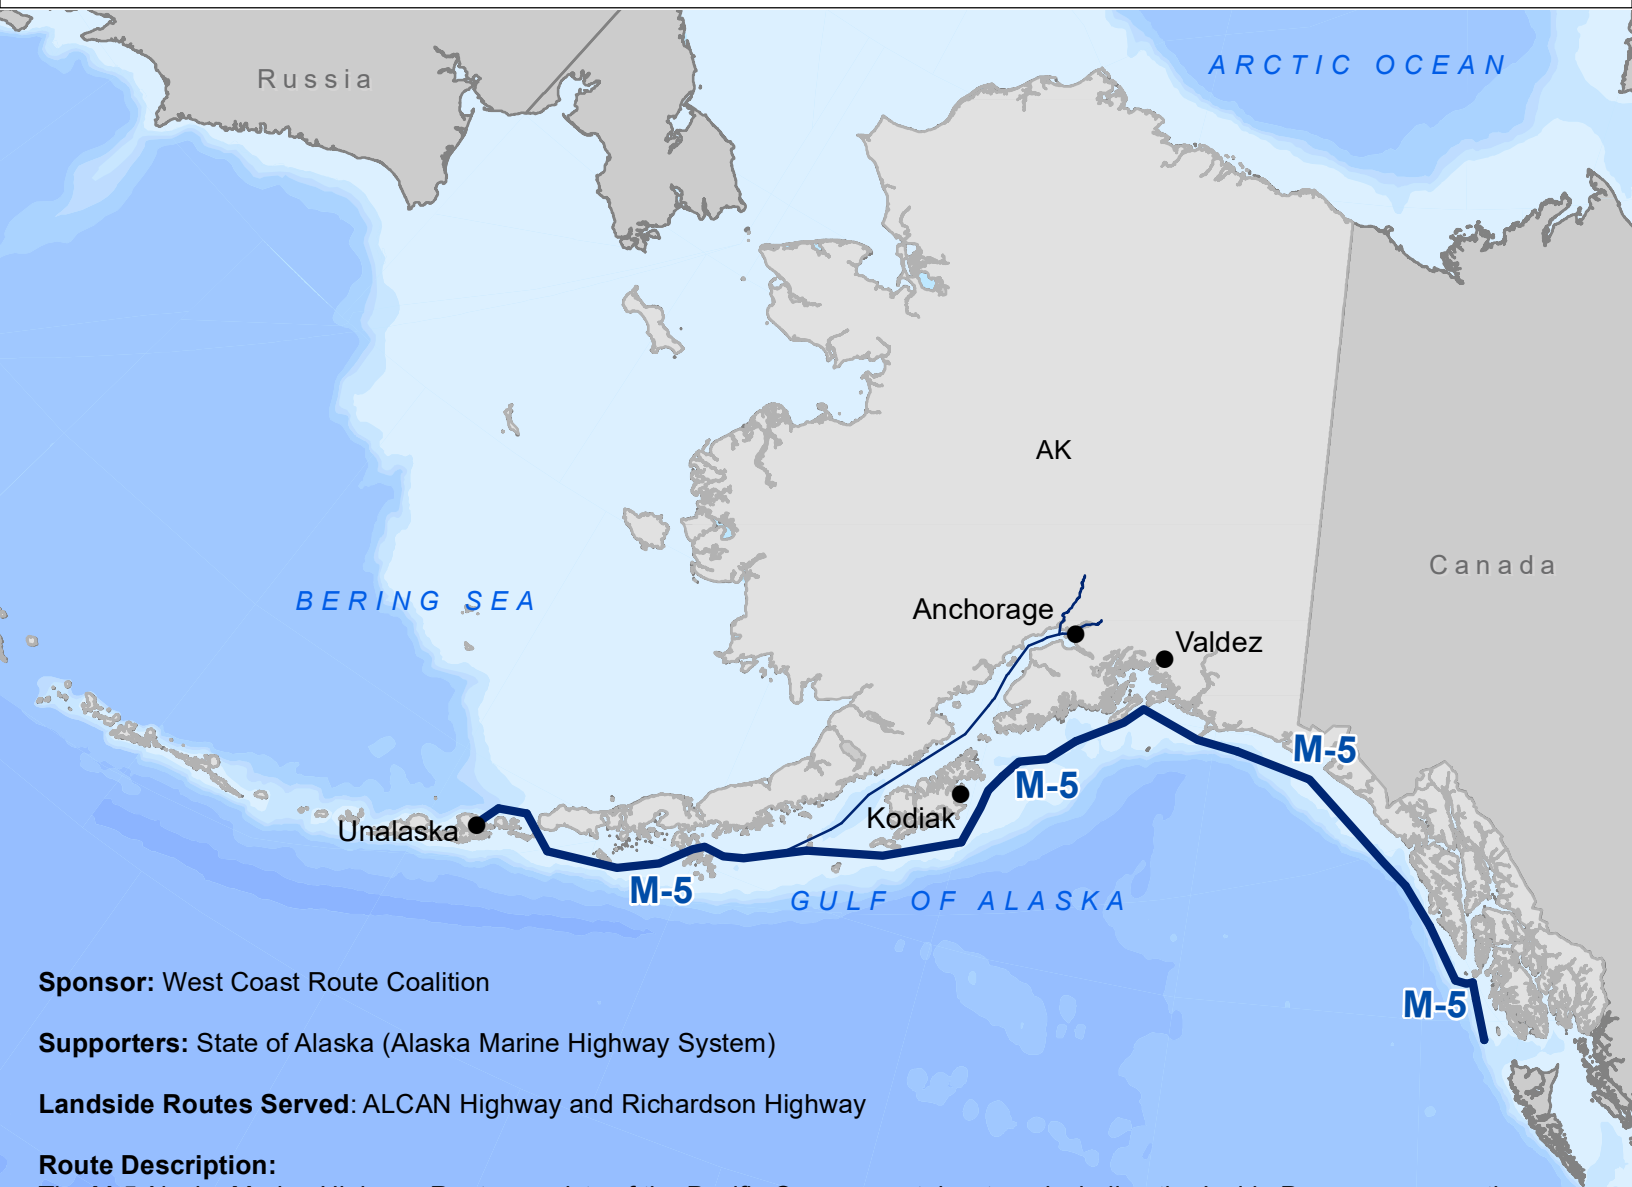 Russia
ARCTIC OCEAN
AK
Canada
BERING SEA
Anchorage
Valdez
M-5
M-5
Kodiak
Unalaska
M-5
GULF OF ALASKA
Sponsor: West Coast Route Coalition
M-5
Supporters: State of Alaska (Alaska Marine Highway System)
Landside Routes Served: ALCAN Highway and Richardson Highway
Route Description: